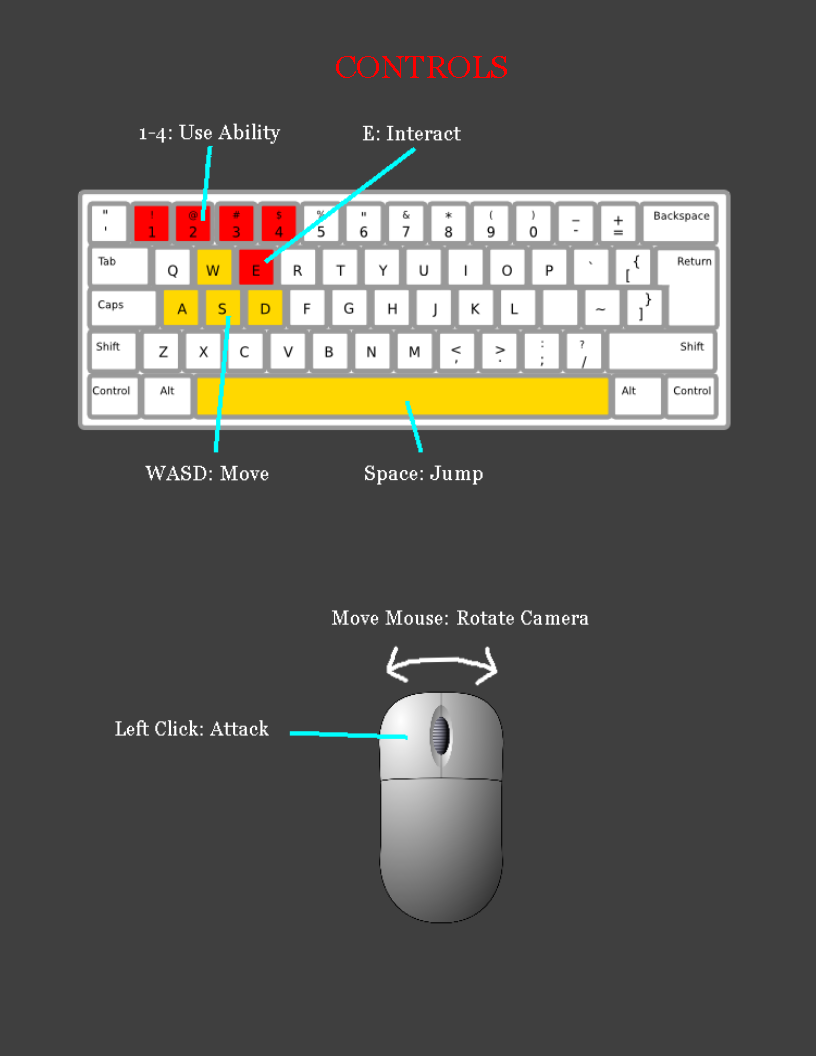 CONTROLS
1-4: Use Ability
E: Interact
" ! @ # $ % " & * ( ) _ + Backspace
' 1 2 3 4 5 6 7 8 9 0 - =
Tab Q W E R T Y U I O P ` { [ Return
Caps A S D F G H J K L ~ } ]
Shift Z X C V B N M < , > . : ; ? / Shift
Control Alt Alt Control
WASD: Move
Space: Jump
Move Mouse: Rotate Camera
Left Click: Attack